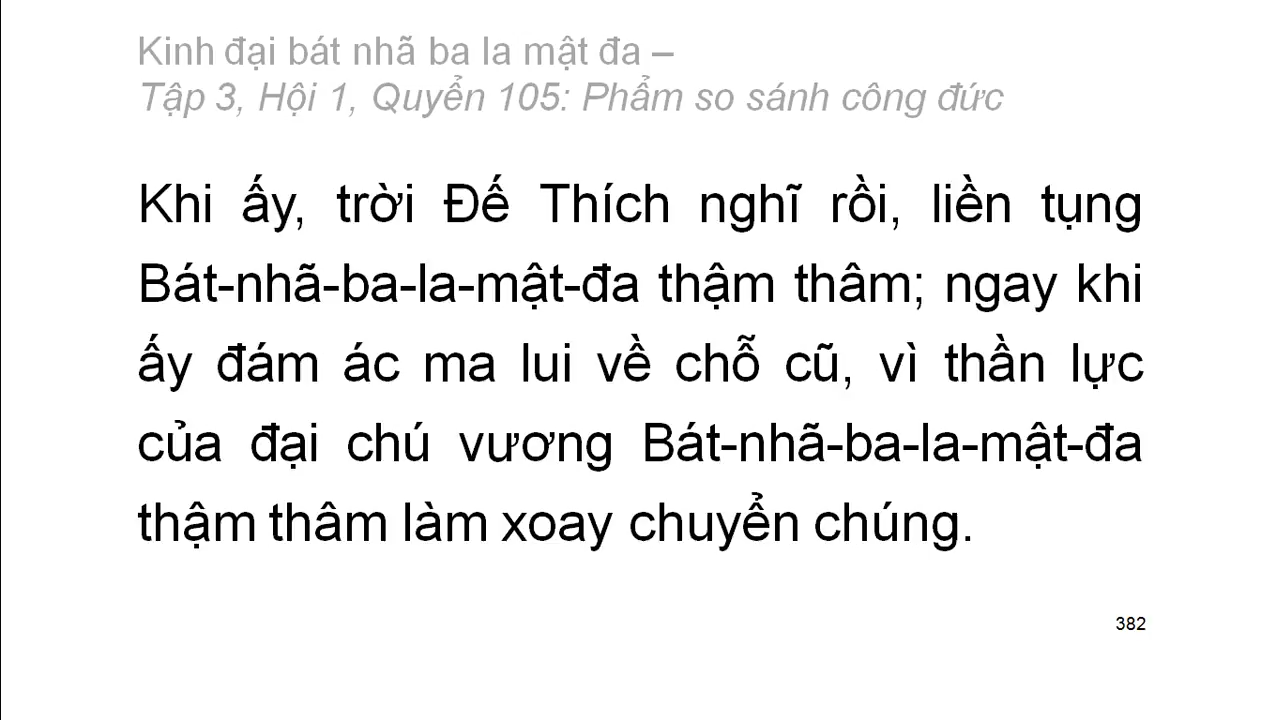 Kinh đại bát nhã ba la mật đa –
Tập 3, Hội 1, Quyển 105: Phẩm so sánh công đức
Khi ấy, trời Đế Thích nghĩ rồi, liền tụng
Bát-nhã-ba-la-mật-đa thậm thâm; ngay khi
ấy đám ác ma lui về chỗ cũ, vì thần lực
của đại chú vương Bát-nhã-ba-la-mật-đa
thậm thâm làm xoay chuyển chúng.
382